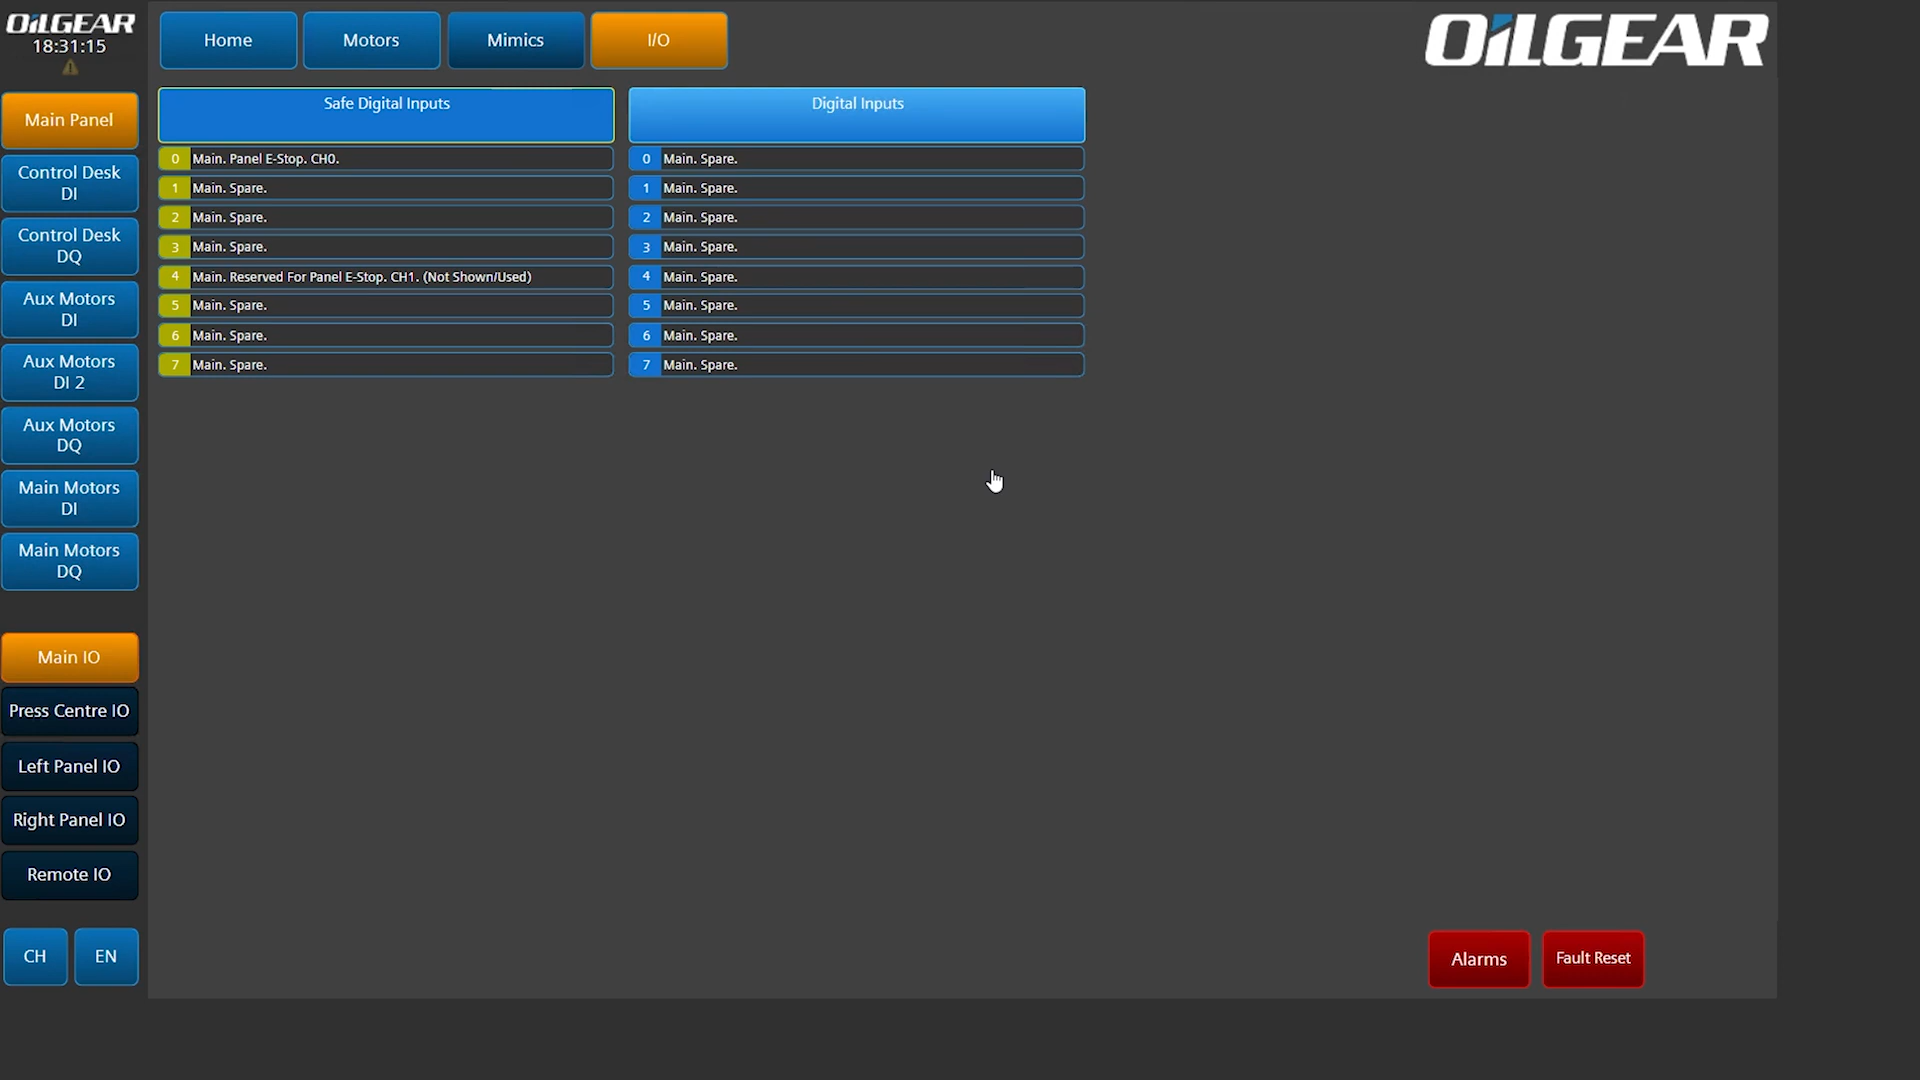 OiLGEAR
18:31:15
Home
Motors
Mimics
I/O
OiLGEAR
Main Panel
Control Desk
DI
Control Desk
DQ
Aux Motors
DI
Aux Motors
DI 2
Aux Motors
DQ
Main Motors
DI
Main Motors
DQ
Main IO
Press Centre IO
Left Panel IO
Right Panel IO
Remote IO
CH
EN
Safe Digital Inputs
0 Main. Panel E-Stop. CH0.
1 Main. Spare.
2 Main. Spare.
3 Main. Spare.
4 Main. Reserved For Panel E-Stop. CH1. (Not Shown/Used)
5 Main. Spare.
6 Main. Spare.
7 Main. Spare.
Digital Inputs
0 Main. Spare.
1 Main. Spare.
2 Main. Spare.
3 Main. Spare.
4 Main. Spare.
5 Main. Spare.
6 Main. Spare.
7 Main. Spare.
Alarms
Fault Reset